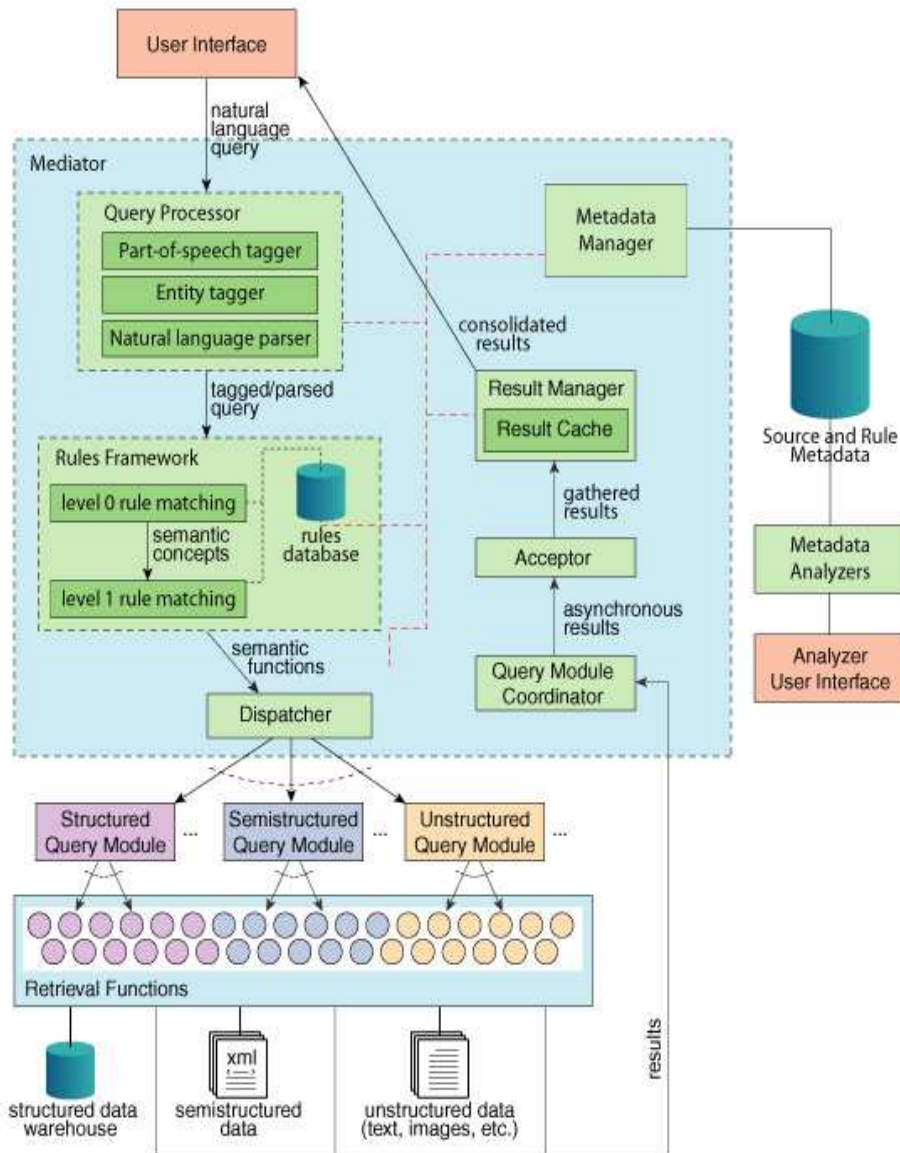 User Interface
natural
language
query
Mediator
Query Processor
Part-of-speech tagger
Entity tagger
Natural language parser
Metadata
Manager
consolidated
results
tagged/parsed
query
Result Manager
Result Cache
Source and Rule
Metadata
Rules Framework
level 0 rule matching
semantic
concepts
level 1 rule matching
rules
database
gathered
results
Acceptor
Metadata
Analyzers
asynchronous
results
semantic
functions
Query Module
Coordinator
Analyzer
User Interface
Dispatcher
Structured
Query Module
...
Semistructured
Query Module
...
Unstructured
Query Module
...
Retrieval Functions
results
structured data
warehouse
xml
<...>
semistructured
data
unstructured data
(text, images, etc.)